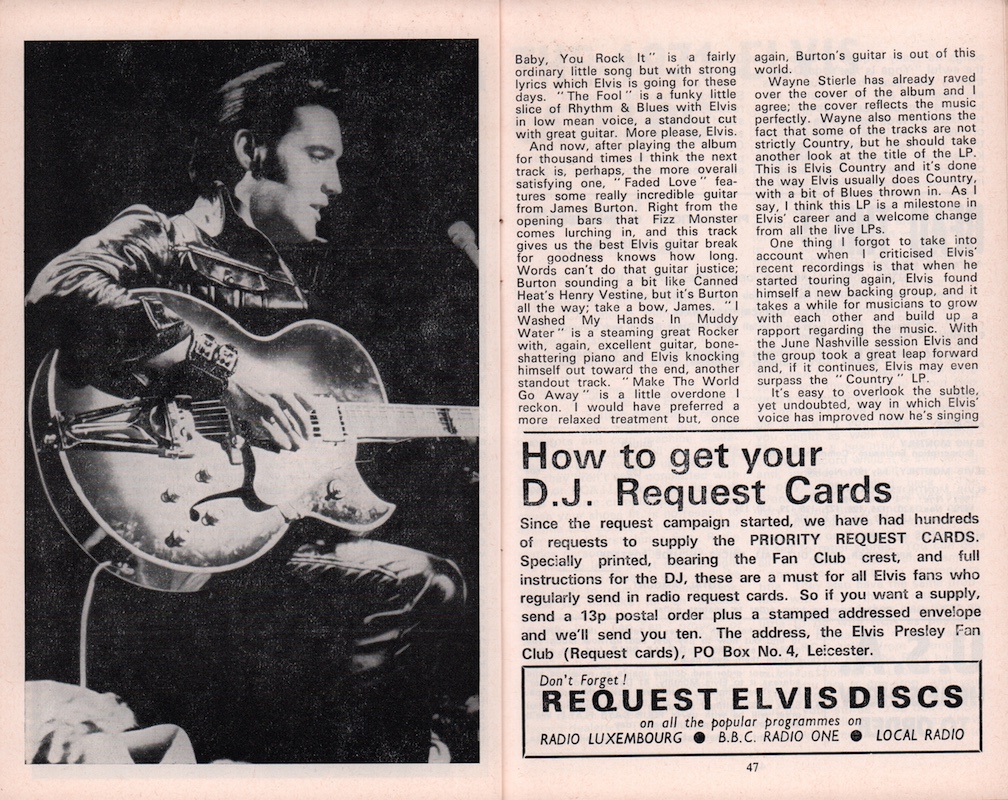 Baby, You Rock It" is a fairly
ordinary little song but with strong
lyrics which Elvis is going for these
days. "The Fool" is a funky little
slice of Rhythm & Blues with Elvis
in low mean voice, a standout cut
with great guitar. More please, Elvis.
And now, after playing the album
for thousand times I think the next
track is, perhaps, the more overall
satisfying one, "Faded Love" fea-
tures some really incredible guitar
from James Burton. Right from the
opening bars that Fizz Monster
comes lurching in, and this track
gives us the best Elvis guitar break
for goodness knows how long.
Words can't do that guitar justice;
Burton sounding a bit like Canned
Heat's Henry Vestine, but it's Burton
all the way; take a bow, James. "I
Washed My Hands In Muddy
Water" is a steaming great Rocker
with, again, excellent guitar, bone-
shattering piano and Elvis knocking
himself out toward the end, another
standout track. "Make The World
Go Away" is a little overdone I
reckon. I would have preferred a
more relaxed treatment but, once
again, Burton's guitar is out of this
world.
Wayne Stierle has already raved
over the cover of the album and I
agree; the cover reflects the music
perfectly. Wayne also mentions the
fact that some of the tracks are not
strictly Country, but he should take
another look at the title of the LP.
This is Elvis Country and it's done
the way Elvis usually does Country,
with a bit of Blues thrown in. As I
say, I think this LP is a milestone in
Elvis' career and a welcome change
from all the live LPs.
One thing I forgot to take into
account when I criticised Elvis'
recent recordings is that when he
started touring again, Elvis found
himself a new backing group, and it
takes a while for musicians to grow
with each other and build up a
rapport regarding the music. With
the June Nashville session Elvis and
the group took a great leap forward
and, if it continues, Elvis may even
surpass the "Country" LP.
It's easy to overlook the subtle,
yet undoubted, way in which Elvis'
voice has improved now he's singing
How to get your
D.J. Request Cards
Since the request campaign started, we have had hundreds
of requests to supply the PRIORITY REQUEST CARDS.
Specially printed, bearing the Fan Club crest, and full
instructions for the DJ, these are a must for all Elvis fans who
regularly send in radio request cards. So if you want a supply,
send a 13p postal order plus a stamped addressed envelope
and we'll send you ten. The address, the Elvis Presley Fan
Club (Request cards), PO Box No. 4, Leicester.
Don't Forget!
REQUEST ELVIS DISCS
on all the popular programmes on
RADIO LUXEMBOURG ● B.B.C. RADIO ONE ● LOCAL RADIO
47